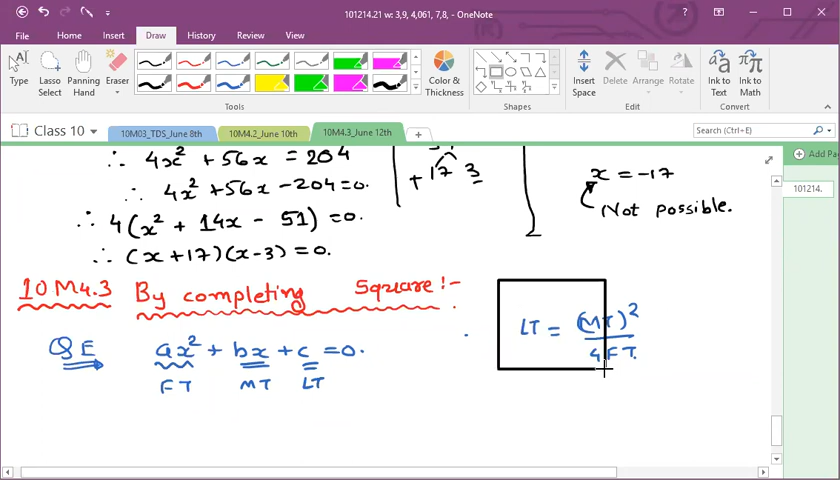 101214.21 w: 3,9, 4,061, 7,8, - OneNote
File Home Insert Draw View
Type Lasso Select Panning Hand Eraser Color & Thickness Insert Space Delete Arrange Rotate Ink to Text Ink to Math
Tools Shapes Edit Convert
Class 10 10M03_TDS_June 8th 10M4.2_June 10th 10M4.3_June 12th + Search (Ctrl+E)
Add Pa
101214.
∴ 4x² + 56x = 204
∴ 4x² + 56x - 204 = 0.
∴ 4(x² + 14x - 51) = 0.
∴ (x + 17)(x - 3) = 0.
+ 17 3
x = -17
Not possible.
10M4.3 By completing Square :-
QE ax² + bx + c = 0.
FT MT LT
LT = (MT)²
4FT.